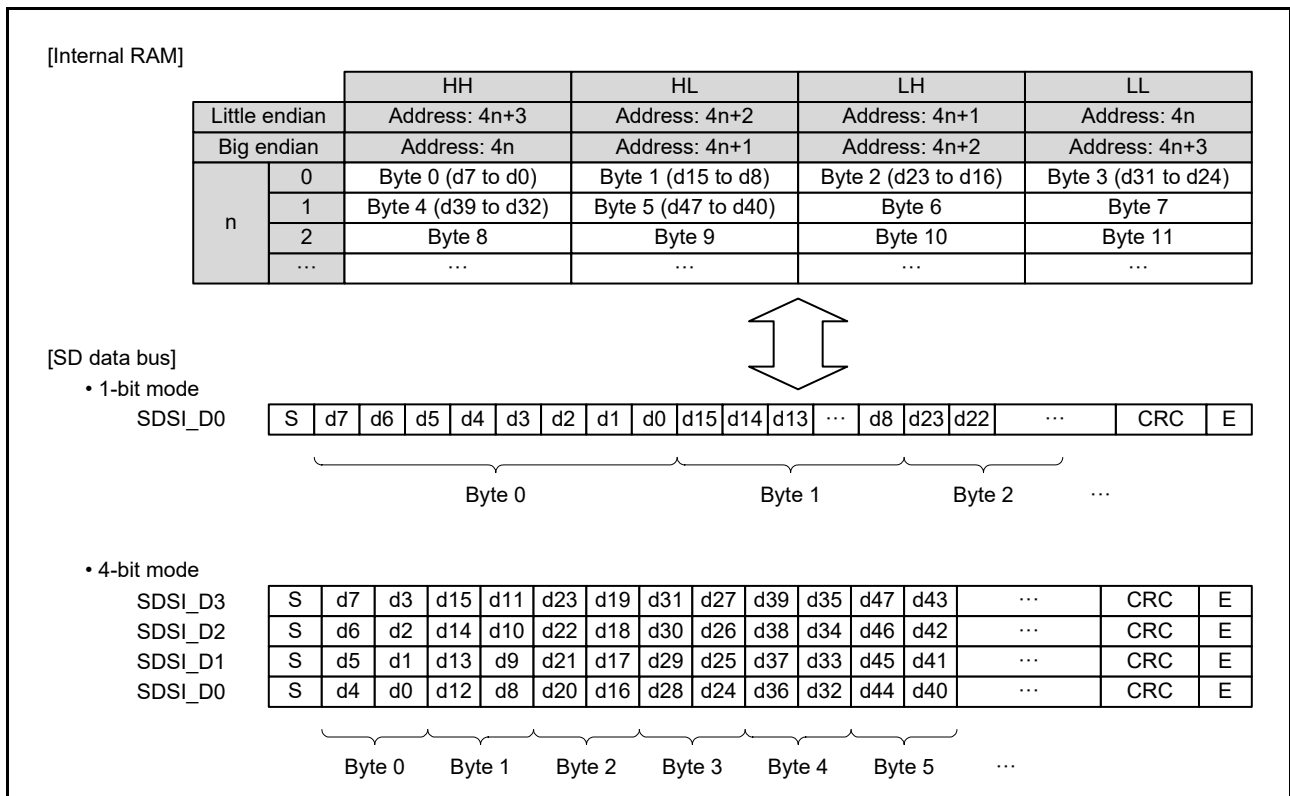 [Internal RAM]
HH HL LH LL
Little endian Address: 4n+3 Address: 4n+2 Address: 4n+1 Address: 4n
Big endian Address: 4n Address: 4n+1 Address: 4n+2 Address: 4n+3
n 0 Byte 0 (d7 to d0) Byte 1 (d15 to d8) Byte 2 (d23 to d16) Byte 3 (d31 to d24)
1 Byte 4 (d39 to d32) Byte 5 (d47 to d40) Byte 6 Byte 7
2 Byte 8 Byte 9 Byte 10 Byte 11
… … … … …
[SD data bus]
• 1-bit mode
SDSI_D0 S d7 d6 d5 d4 d3 d2 d1 d0 d15 d14 d13 … d8 d23 d22 … CRC E
Byte 0 Byte 1 Byte 2 …
• 4-bit mode
SDSI_D3 S d7 d3 d15 d11 d23 d19 d31 d27 d39 d35 d47 d43 … CRC E
SDSI_D2 S d6 d2 d14 d10 d22 d18 d30 d26 d38 d34 d46 d42 … CRC E
SDSI_D1 S d5 d1 d13 d9 d21 d17 d29 d25 d37 d33 d45 d41 … CRC E
SDSI_D0 S d4 d0 d12 d8 d20 d16 d28 d24 d36 d32 d44 d40 … CRC E
Byte 0 Byte 1 Byte 2 Byte 3 Byte 4 Byte 5 …